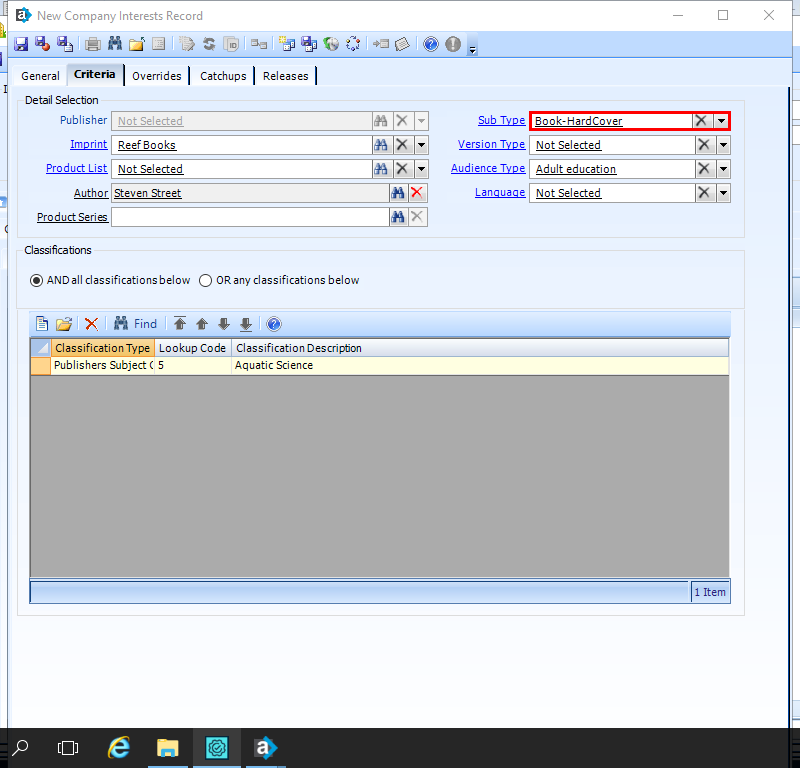 New Company Interests Record
General Criteria Overrides Catchups Releases
Detail Selection
Publisher Not Selected Sub Type Book-HardCover
Imprint Reef Books Version Type Not Selected
Product List Not Selected Audience Type Adult education
Author Steven Street Language Not Selected
Product Series
Classifications
AND all classifications below OR any classifications below
Find
Classification Type Lookup Code Classification Description
Publishers Subject 5 Aquatic Science
1 Item